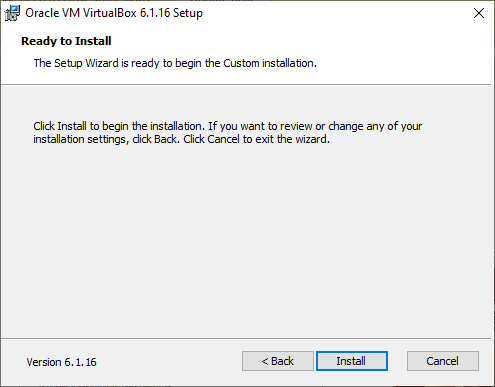 Oracle VM VirtualBox 6.1.16 Setup
Ready to Install
The Setup Wizard is ready to begin the Custom installation.
Click Install to begin the installation. If you want to review or change any of your
installation settings, click Back. Click Cancel to exit the wizard.
Version 6.1.16
< Back
Install
Cancel